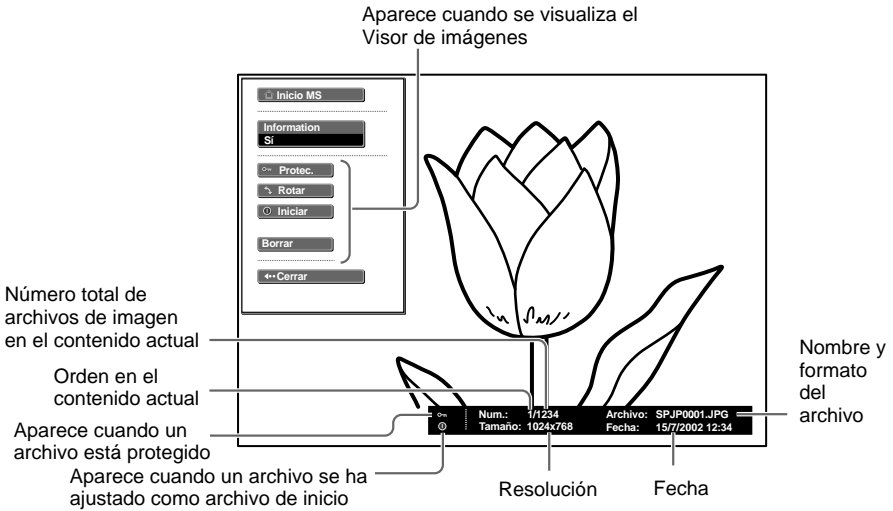 Aparece cuando se visualiza el
Visor de imágenes
Inicio MS
Information
Sí
Protec.
Rotar
Iniciar
Borrar
Cerrar
Número total de
archivos de imagen
en el contenido actual
Orden en el
contenido actual
Aparece cuando un
archivo está protegido
Aparece cuando un archivo se ha
ajustado como archivo de inicio
Num.: 1/1234 Archivo: SPJP0001.JPG
Tamaño: 1024x768 Fecha: 15/7/2002 12:34
Resolución
Fecha
Nombre y
formato
del
archivo